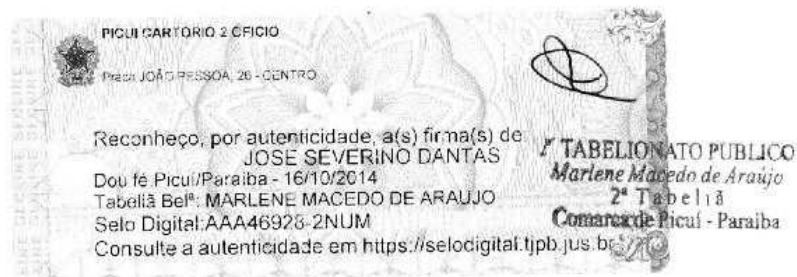 PICUI CARTORIO 2 OFICIO
Praça JOÃO PESSOA, 26 - CENTRO
Reconheço, por autenticidade, a(s) firma(s) de
JOSE SEVERINO DANTAS
Dou fé Picui/Paraiba - 16/10/2014
Tabeliã Belª: MARLENE MACEDO DE ARAUJO
Selo Digital:AAA46928-2NUM
Consulte a autenticidade em https://selodigital.tjpb.jus.br
TABELIONATO PUBLICO
Marlene Macedo de Araújo
2ª Tabeliã
Comarca de Picuí - Paraiba